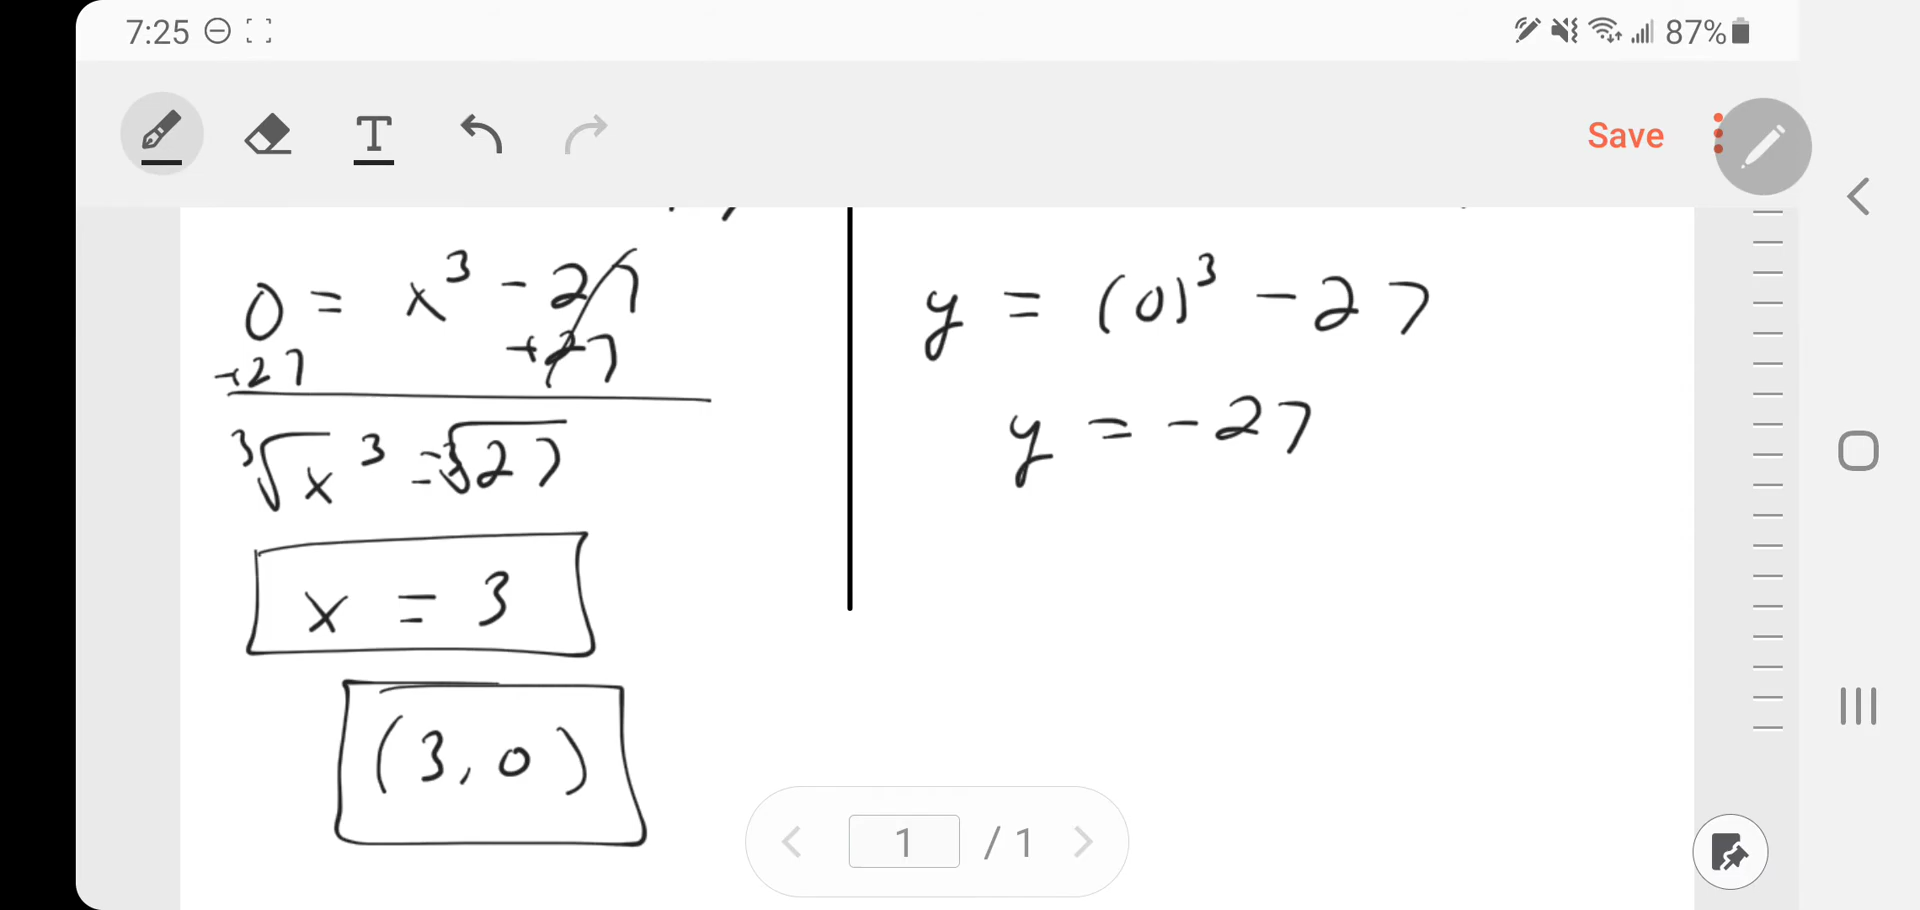 7:25 87%
T Save
0 = x³ - 27
+27 +27
∛x³ = ∛27
x = 3
(3, 0)
y = (0)³ - 27
y = -27
1 / 1